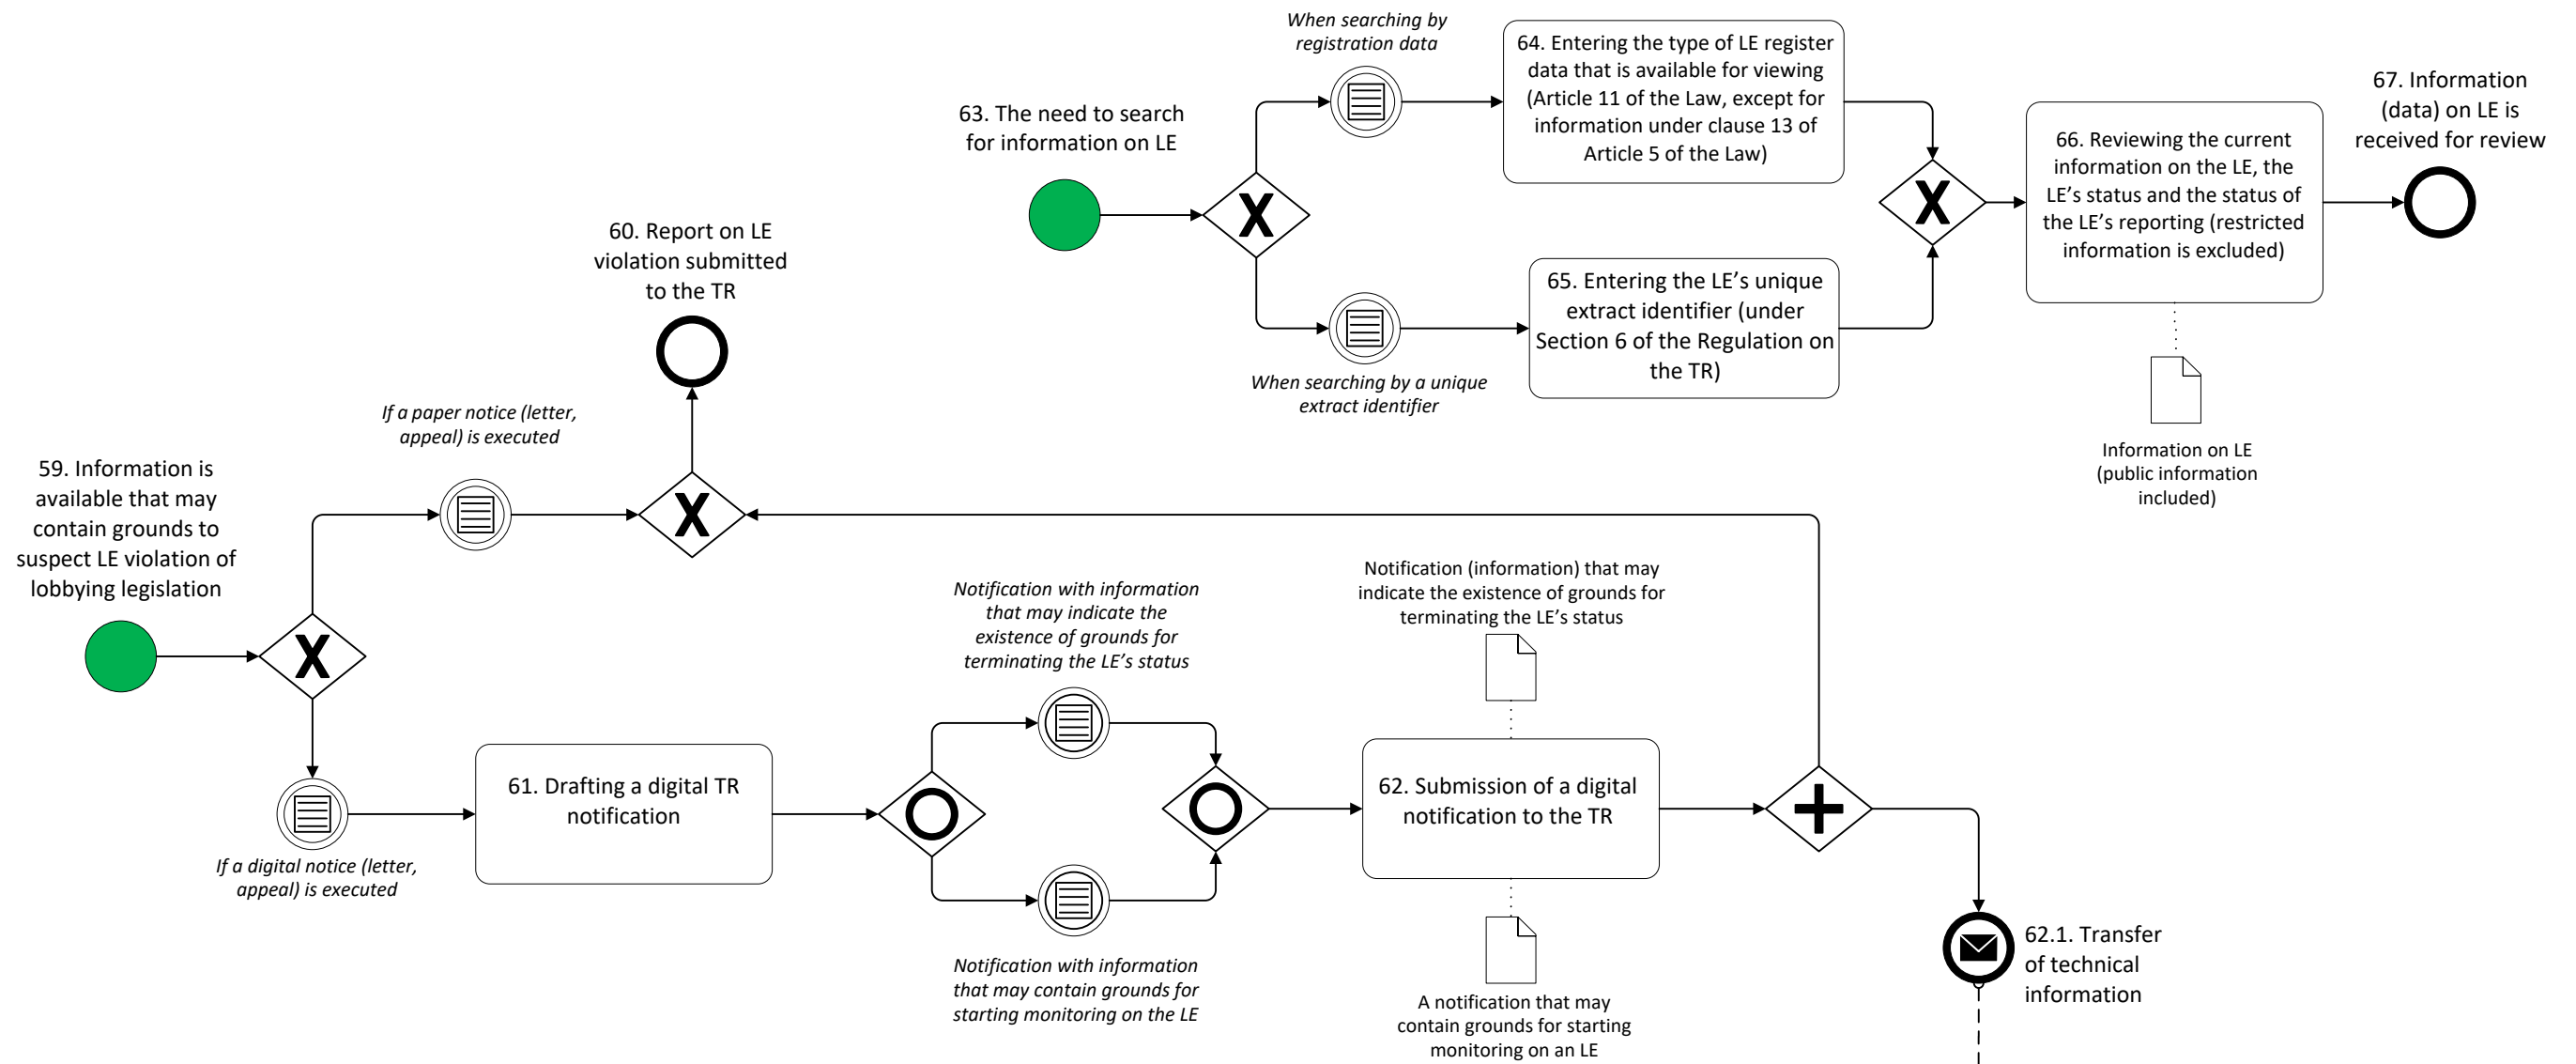 When searching by
registration data
64. Entering the type of LE register
data that is available for viewing
(Article 11 of the Law, except for
information under clause 13 of
Article 5 of the Law)
67. Information
(data) on LE is
received for review
63. The need to search
for information on LE
X
X
66. Reviewing the current
information on the LE, the
LE’s status and the status of
the LE’s reporting (restricted
information is excluded)
60. Report on LE
violation submitted
to the TR
65. Entering the LE’s unique
extract identifier (under
Section 6 of the Regulation on
the TR)
When searching by a unique
extract identifier
Information on LE
(public information
included)
If a paper notice (letter,
appeal) is executed
59. Information is
available that may
contain grounds to
suspect LE violation of
lobbying legislation
X
X
Notification with information
that may indicate the
existence of grounds for
terminating the LE’s status
Notification (information) that may
indicate the existence of grounds for
terminating the LE’s status
61. Drafting a digital TR
notification
62. Submission of a digital
notification to the TR
If a digital notice (letter,
appeal) is executed
Notification with information
that may contain grounds for
starting monitoring on the LE
A notification that may
contain grounds for starting
monitoring on an LE
62.1. Transfer
of technical
information